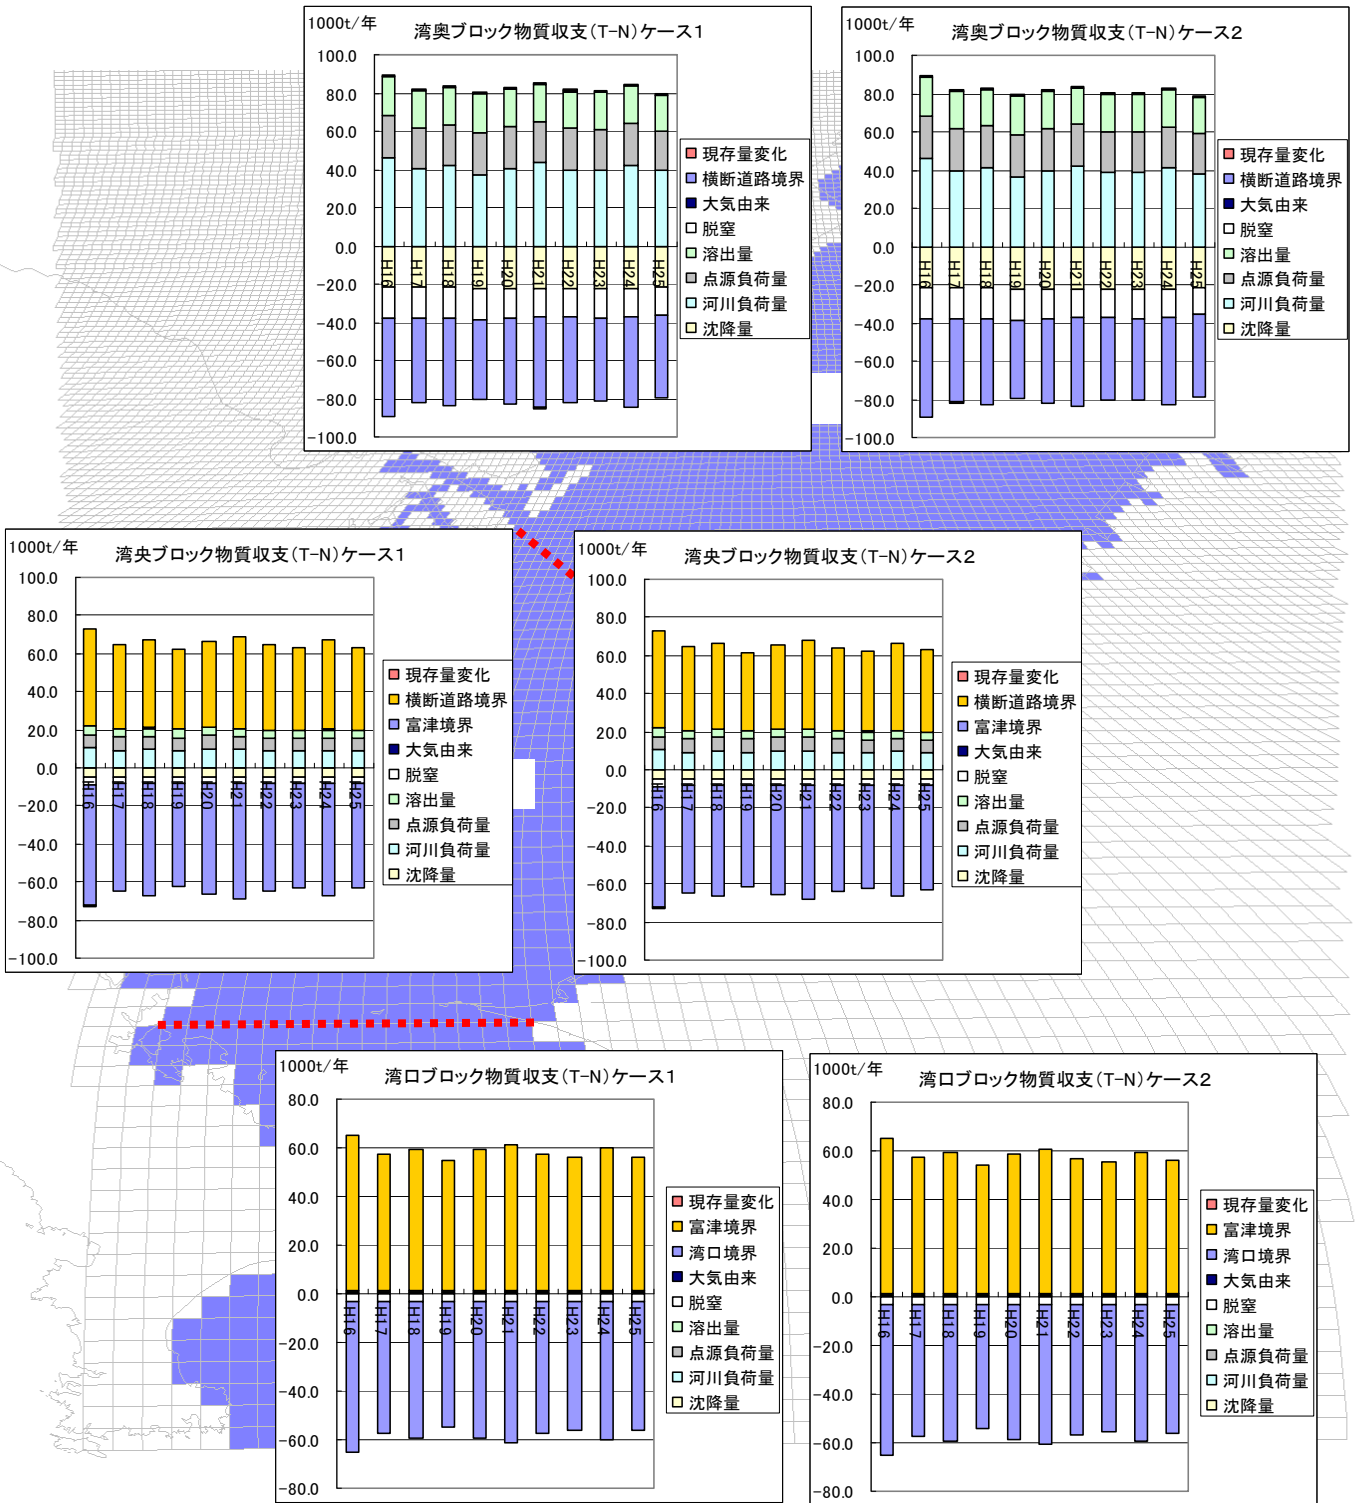 1000t/年
湾奥ブロック物質収支(T-N)ケース1
100.0
80.0
60.0
40.0
20.0
0.0
-20.0
-40.0
-60.0
-80.0
-100.0
H16 H17 H18 H19 H20 H21 H22 H23 H24 H25
現存量変化
横断道路境界
大気由来
脱窒
溶出量
点源負荷量
河川負荷量
沈降量
1000t/年
湾奥ブロック物質収支(T-N)ケース2
100.0
80.0
60.0
40.0
20.0
0.0
-20.0
-40.0
-60.0
-80.0
-100.0
H16 H17 H18 H19 H20 H21 H22 H23 H24 H25
現存量変化
横断道路境界
大気由来
脱窒
溶出量
点源負荷量
河川負荷量
沈降量
1000t/年
湾央ブロック物質収支(T-N)ケース1
100.0
80.0
60.0
40.0
20.0
0.0
-20.0
-40.0
-60.0
-80.0
-100.0
H16 H17 H18 H19 H20 H21 H22 H23 H24 H25
現存量変化
横断道路境界
富津境界
大気由来
脱窒
溶出量
点源負荷量
河川負荷量
沈降量
1000t/年
湾央ブロック物質収支(T-N)ケース2
100.0
80.0
60.0
40.0
20.0
0.0
-20.0
-40.0
-60.0
-80.0
-100.0
H16 H17 H18 H19 H20 H21 H22 H23 H24 H25
現存量変化
横断道路境界
富津境界
大気由来
脱窒
溶出量
点源負荷量
河川負荷量
沈降量
1000t/年
湾口ブロック物質収支(T-N)ケース1
80.0
60.0
40.0
20.0
0.0
-20.0
-40.0
-60.0
-80.0
H16 H17 H18 H19 H20 H21 H22 H23 H24 H25
現存量変化
富津境界
湾口境界
大気由来
脱窒
溶出量
点源負荷量
河川負荷量
沈降量
1000t/年
湾口ブロック物質収支(T-N)ケース2
80.0
60.0
40.0
20.0
0.0
-20.0
-40.0
-60.0
-80.0
H16 H17 H18 H19 H20 H21 H22 H23 H24 H25
現存量変化
富津境界
湾口境界
大気由来
脱窒
溶出量
点源負荷量
河川負荷量
沈降量